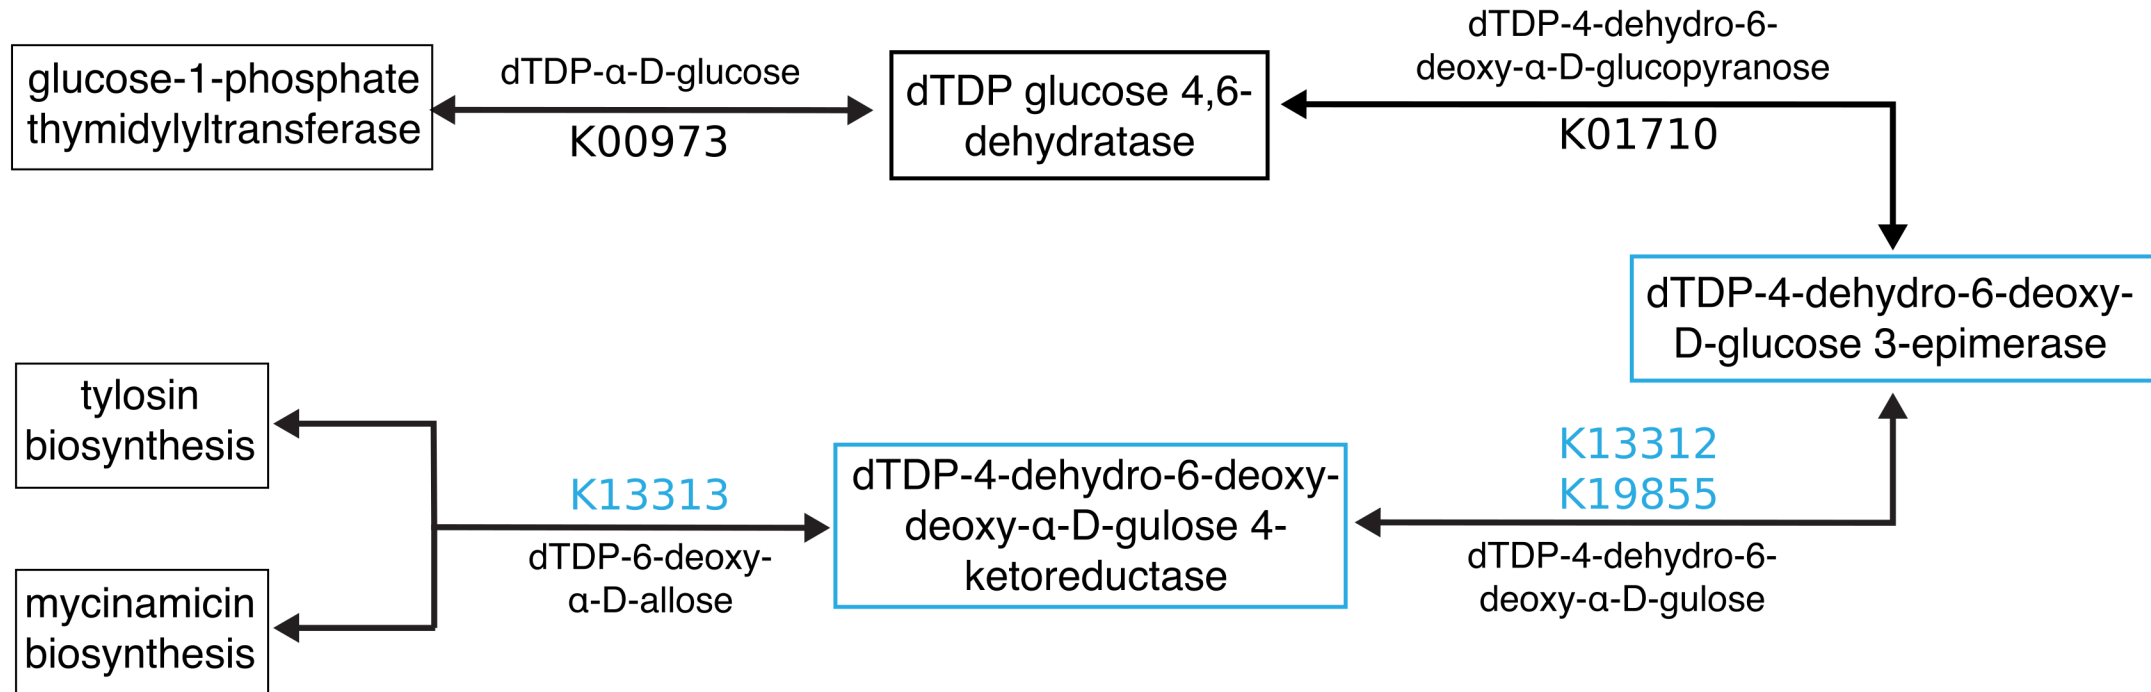 glucose-1-phosphate
thymidylyltransferase
dTDP-α-D-glucose
K00973
dTDP glucose 4,6-
dehydratase
dTDP-4-dehydro-6-
deoxy-α-D-glucopyranose
K01710
dTDP-4-dehydro-6-deoxy-
D-glucose 3-epimerase
K13312
K19855
dTDP-4-dehydro-6-
deoxy-α-D-gulose
dTDP-4-dehydro-6-deoxy-
deoxy-α-D-gulose 4-
ketoreductase
K13313
dTDP-6-deoxy-
α-D-allose
tylosin
biosynthesis
mycinamicin
biosynthesis